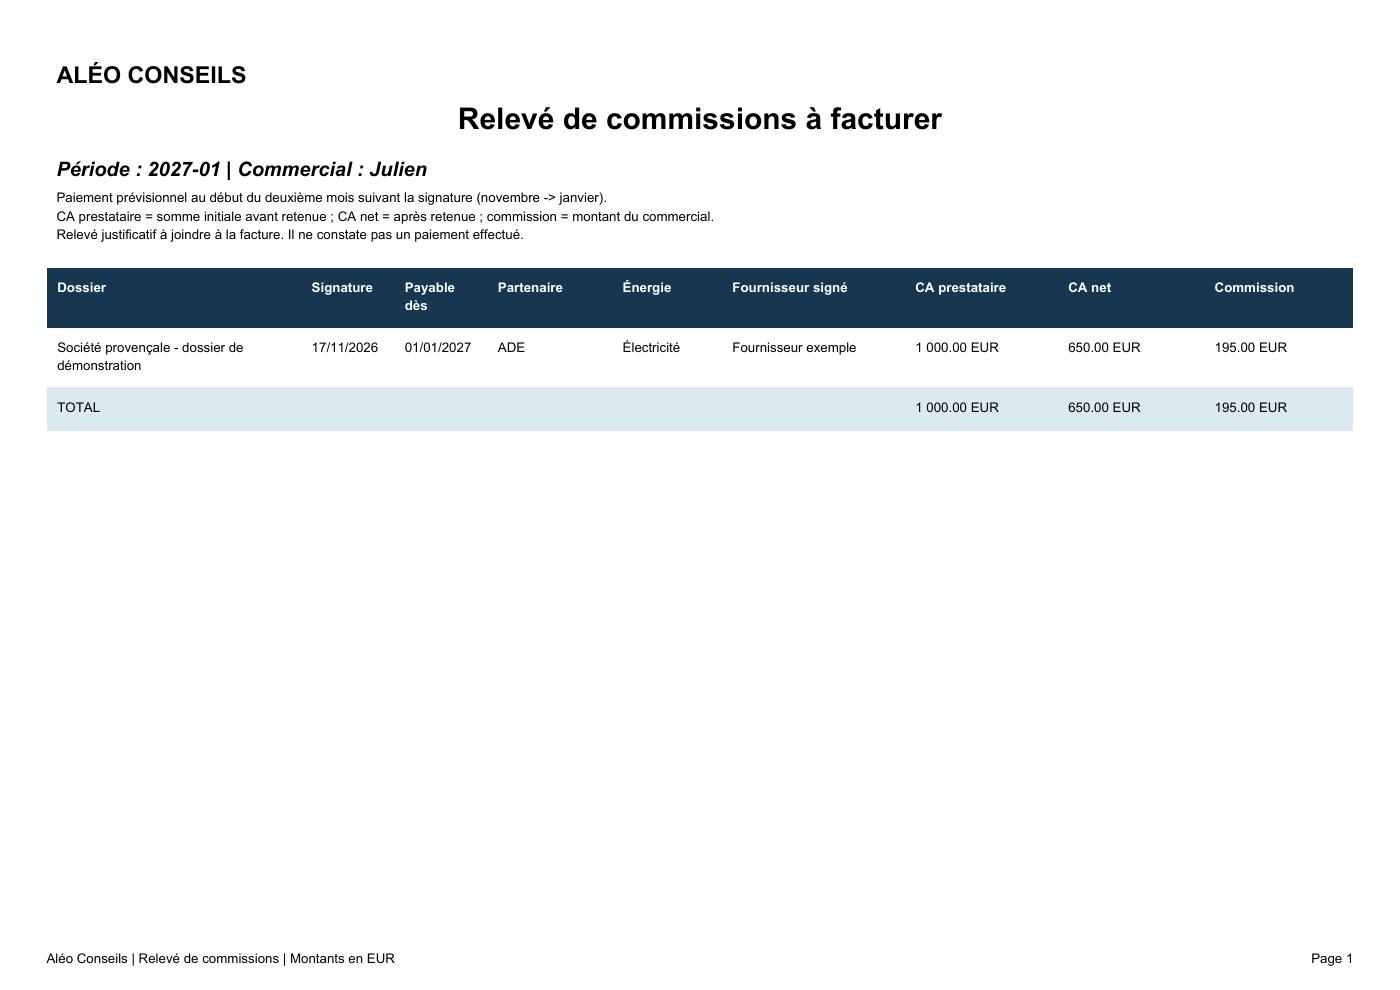 ALÉO CONSEILS
Relevé de commissions à facturer
Période : 2027-01 | Commercial : Julien
Paiement prévisionnel au début du deuxième mois suivant la signature (novembre -> janvier).
CA prestataire = somme initiale avant retenue ; CA net = après retenue ; commission = montant du commercial.
Relevé justificatif à joindre à la facture. Il ne constate pas un paiement effectué.
Dossier Signature Payable dès Partenaire Énergie Fournisseur signé CA prestataire CA net Commission
Société provençale - dossier de démonstration 17/11/2026 01/01/2027 ADE Électricité Fournisseur exemple 1 000.00 EUR 650.00 EUR 195.00 EUR
TOTAL 1 000.00 EUR 650.00 EUR 195.00 EUR
Aléo Conseils | Relevé de commissions | Montants en EUR Page 1